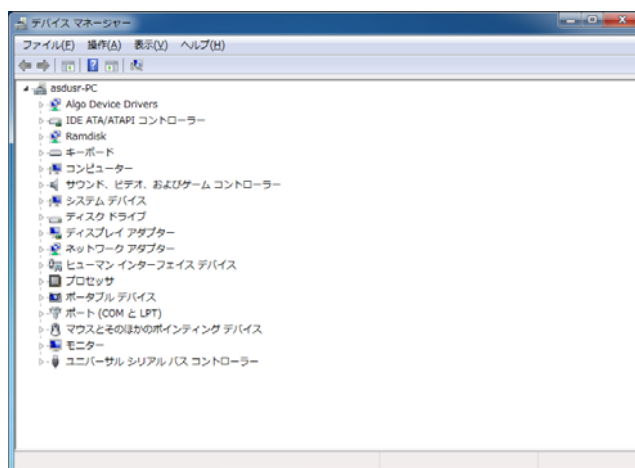 デバイス マネージャー
ファイル(F) 操作(A) 表示(V) ヘルプ(H)
asdusr-PC
Algo Device Drivers
IDE ATA/ATAPI コントローラー
Ramdisk
キーボード
コンピューター
サウンド、ビデオ、およびゲーム コントローラー
システム デバイス
ディスク ドライブ
ディスプレイ アダプター
ネットワーク アダプター
ヒューマン インターフェイス デバイス
プロセッサ
ポータブル デバイス
ポート (COM と LPT)
マウスとそのほかのポインティング デバイス
モニター
ユニバーサル シリアル バス コントローラー